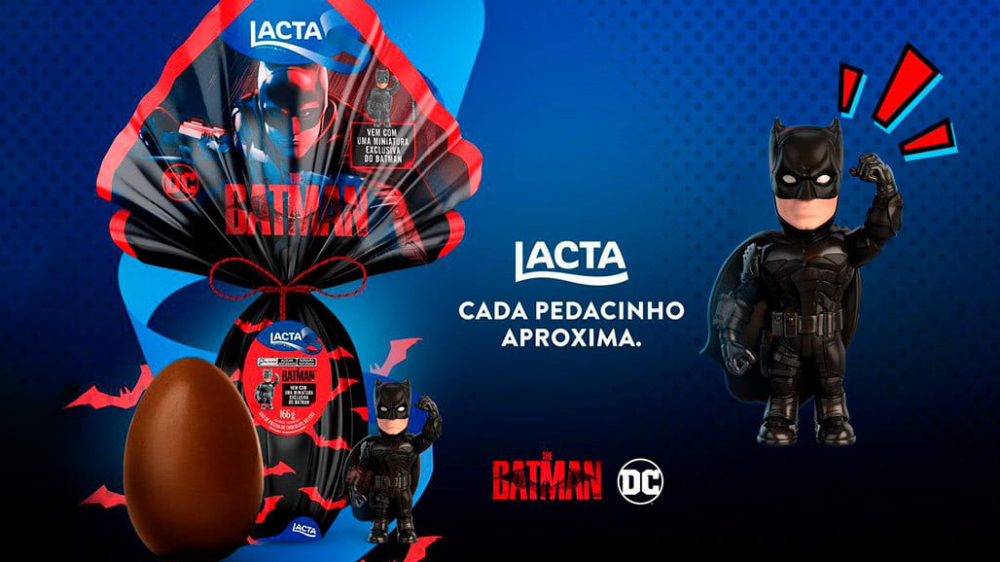 LACTA
VEM COM
UMA MINIATURA
EXCLUSIVA
DO BATMAN
DC
THE
BATMAN
LACTA
CADA PEDACINHO
APROXIMA.
LACTA
BATMAN
VEM COM
UMA MINIATURA
EXCLUSIVA
DO BATMAN
166g
THE
BATMAN
DC
LACTA